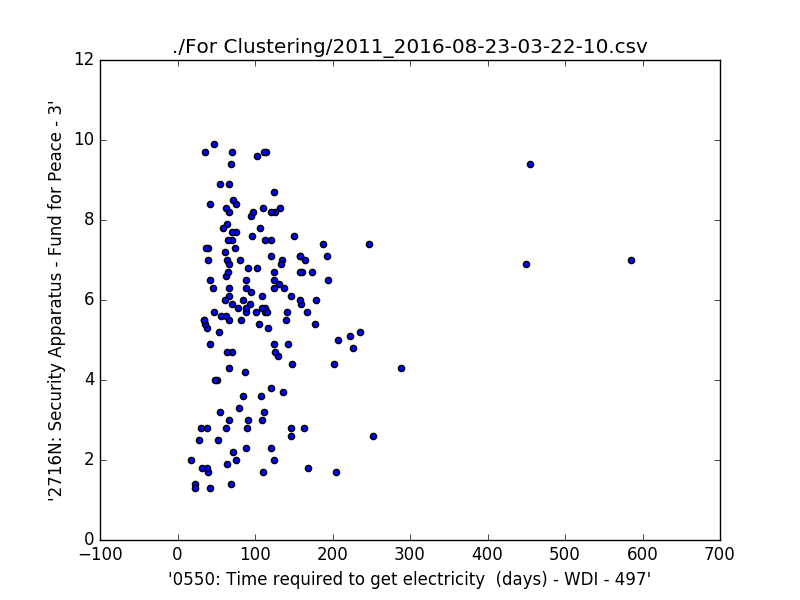 ./For Clustering/2011_2016-08-23-03-22-10.csv
12
10
8
6
4
2
0
'2716N: Security Apparatus - Fund for Peace - 3'
−100 0 100 200 300 400 500 600 700
'0550: Time required to get electricity  (days) - WDI - 497'